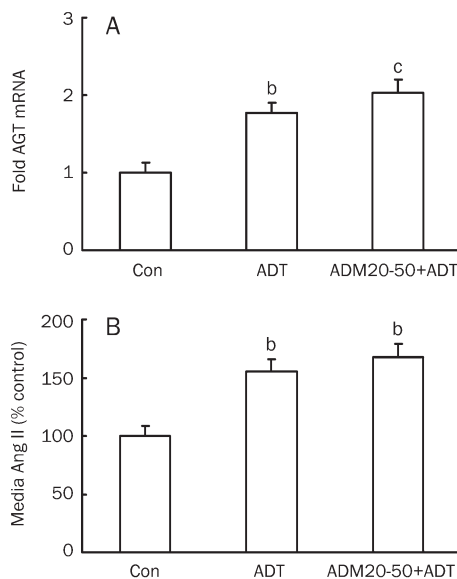 A
Fold AGT mRNA
3
2
1
0
b
c
Con
ADT
ADM20-50+ADT
B
Media Ang II (% control)
200
150
100
50
0
b
b
Con
ADT
ADM20-50+ADT